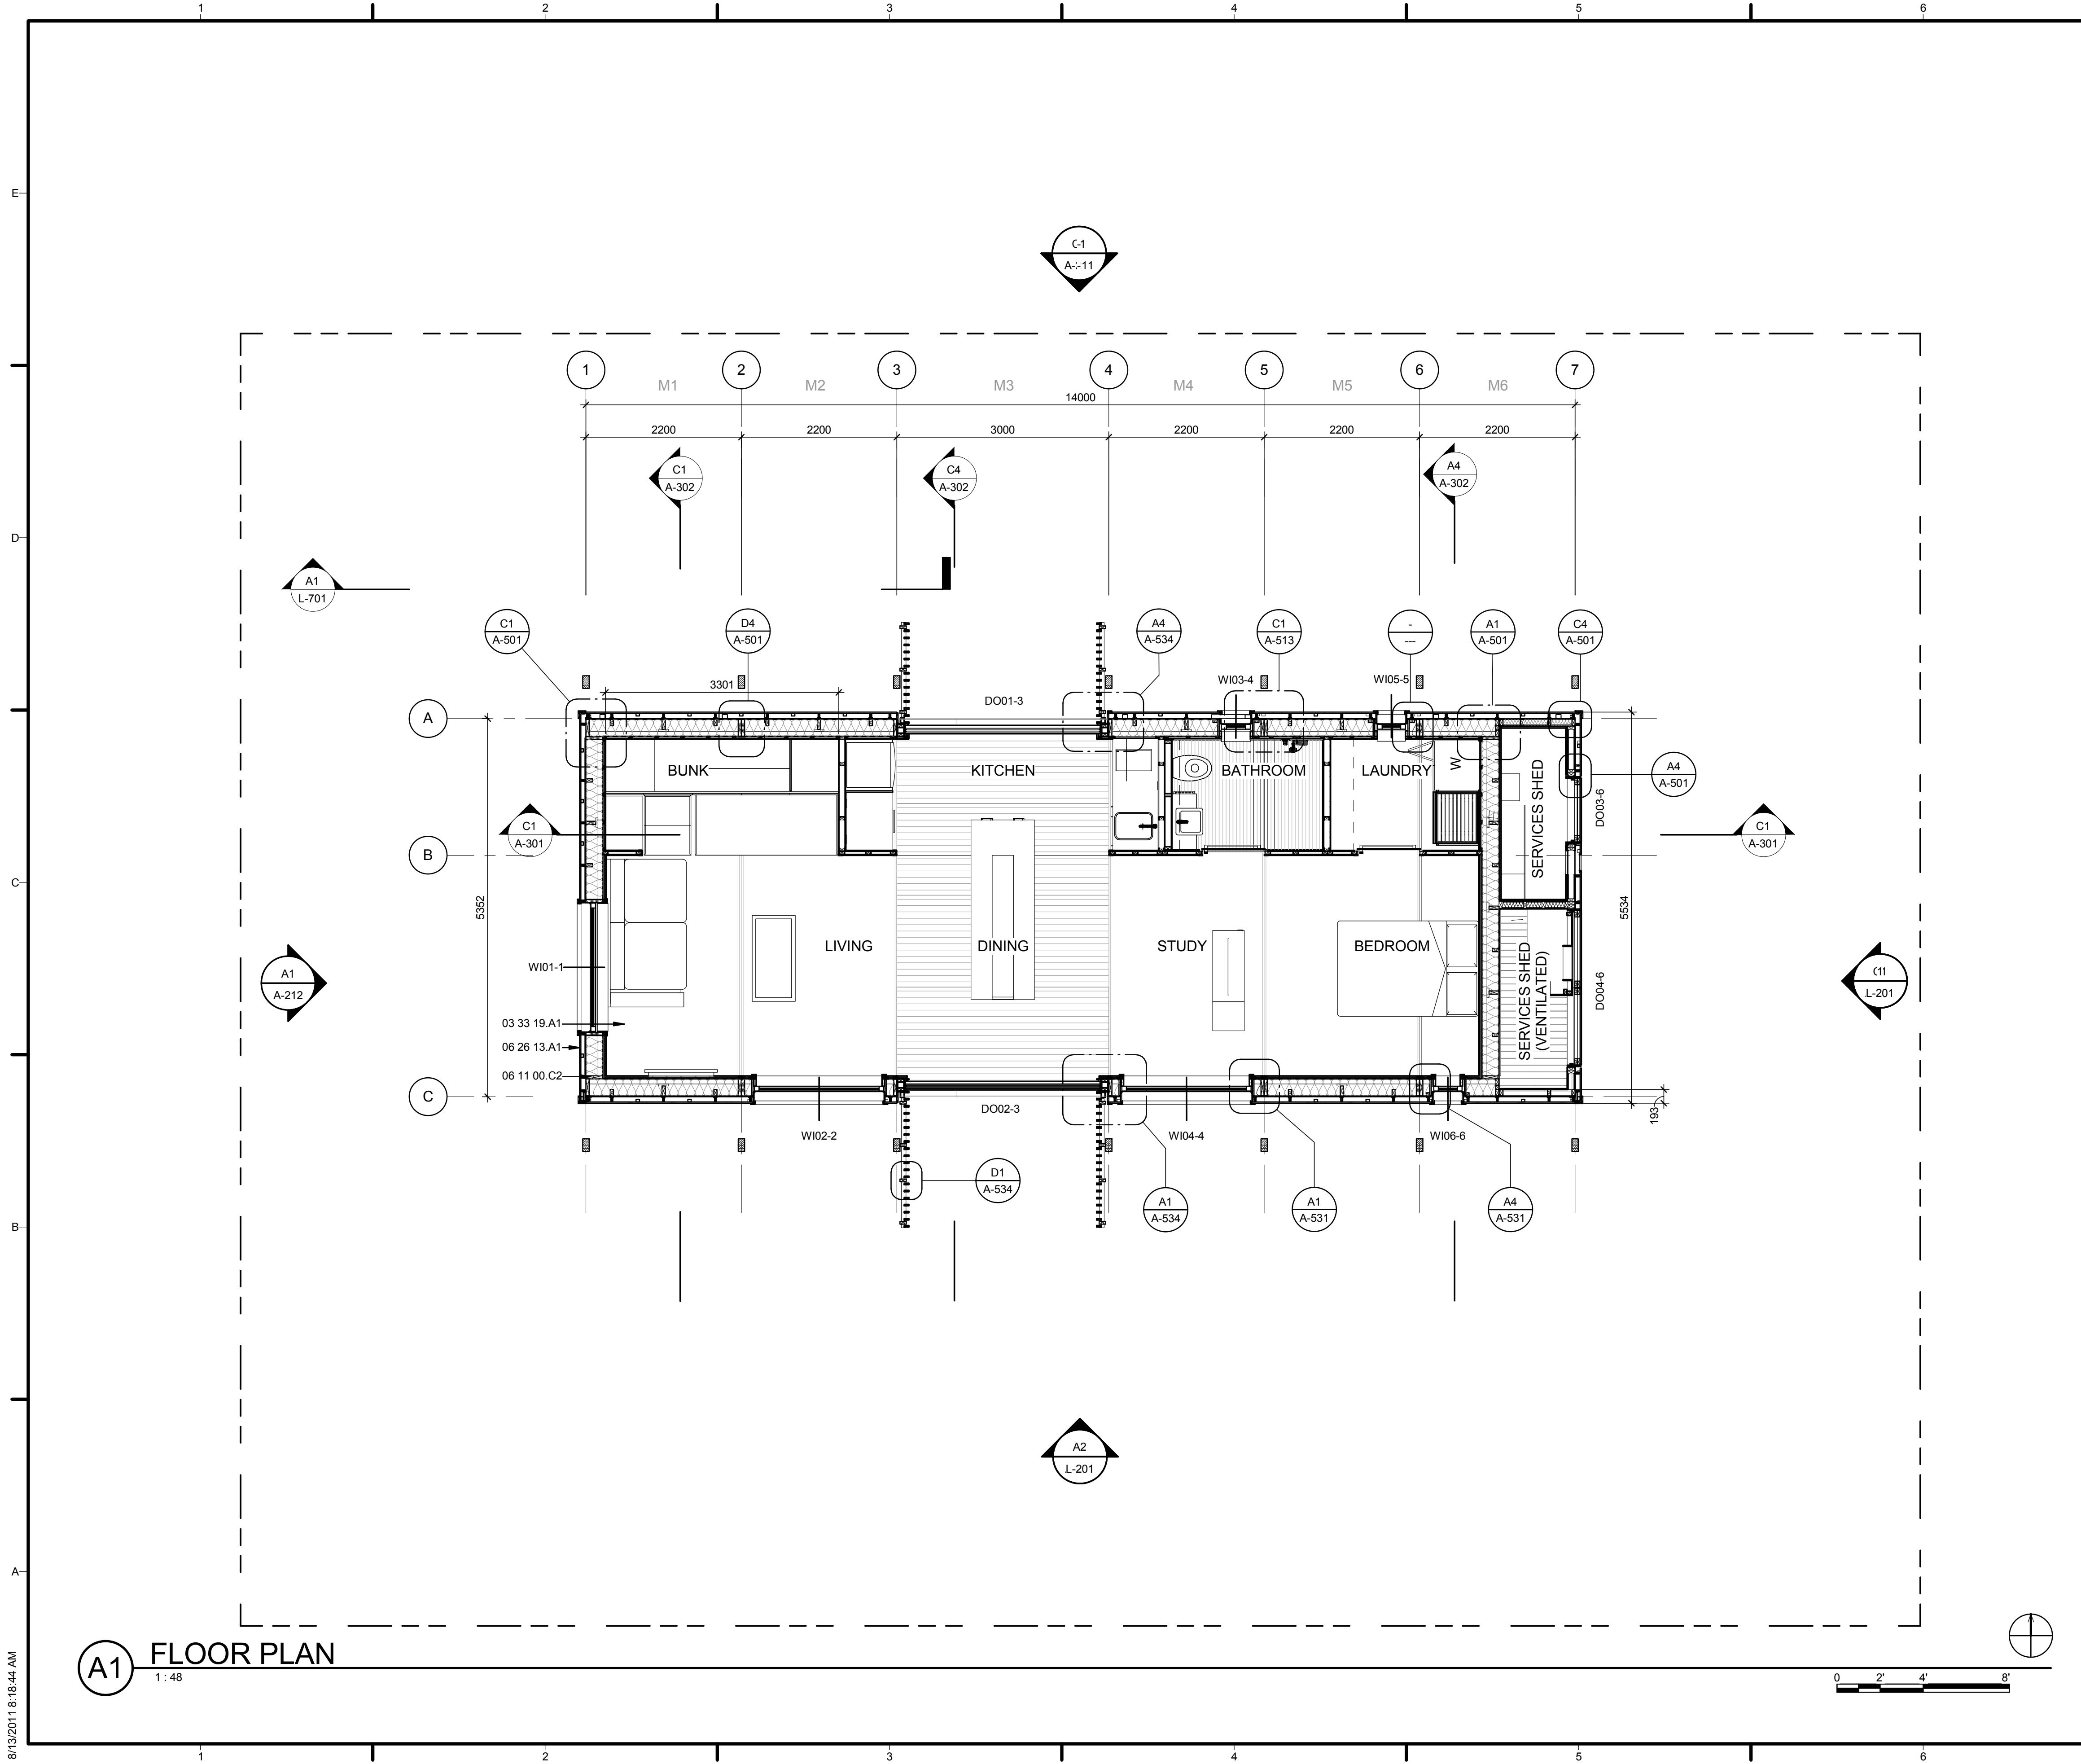 1 2 3 4 5 6
E
D
C
B
A
C-1
A-211
1 2 3 4 5 6 7
M1 M2 M3 M4 M5 M6
14000
2200 2200 3000 2200 2200 2200
C1
A-302
C4
A-302
A4
A-302
A1
L-701
C1
A-501
D4
A-501
A4
A-534
C1
A-513
-
---
A1
A-501
C4
A-501
3301
DO01-3
WI03-4
WI05-5
A
BUNK
KITCHEN
BATHROOM
LAUNDRY
W
SERVICES SHED
DO03-6
A4
A-501
C1
A-301
C1
A-301
B
5352
5534
LIVING
DINING
STUDY
BEDROOM
SERVICES SHED
(VENTILATED)
DO04-6
WI01-1
A1
A-212
L-201
03 33 19.A1
06 26 13.A1
06 11 00.C2
C
193
DO02-3
WI02-2
WI04-4
WI06-6
D1
A-534
A1
A-534
A1
A-531
A4
A-531
A2
L-201
A1
FLOOR PLAN
1 : 48
0 2' 4' 8'
8/13/2011 8:18:44 AM
1 2 3 4 5 6